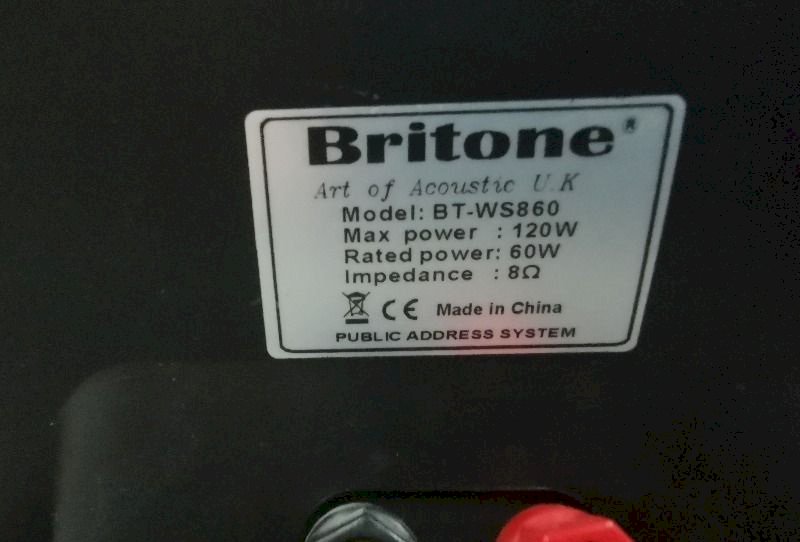 Britone®
Art of Acoustic U.K
Model: BT-WS860
Max power : 120W
Rated power: 60W
Impedance : 8Ω
CE Made in China
PUBLIC ADDRESS SYSTEM